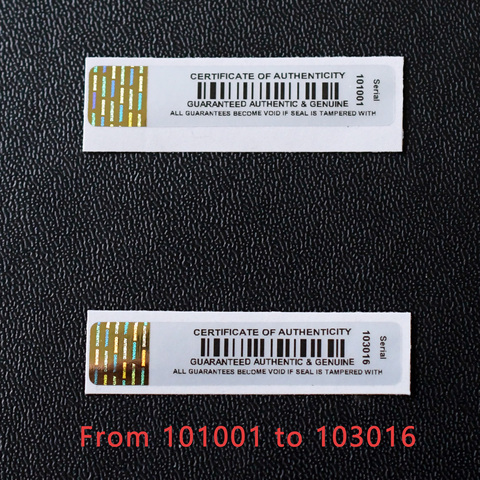 CERTIFICATE OF AUTHENTICITY
GUARANTEED AUTHENTIC & GENUINE
ALL GUARANTEES BECOME VOID IF SEAL IS TAMPERED WITH
Serial
101001
CERTIFICATE OF AUTHENTICITY
GUARANTEED AUTHENTIC & GENUINE
ALL GUARANTEES BECOME VOID IF SEAL IS TAMPERED WITH
Serial
103016
From 101001 to 103016